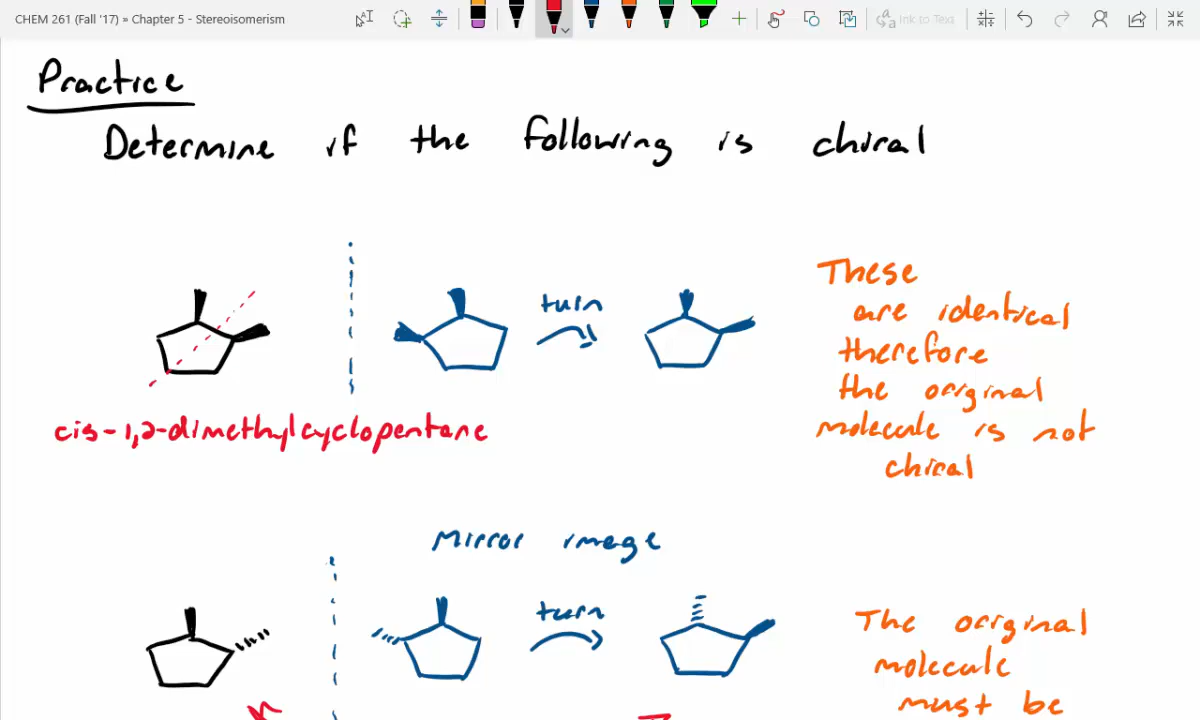 CHEM 261 (Fall '17) » Chapter 5 - Stereoisomerism
Ink to Text
Practice
Determine if the following is chiral
turn
These
are identical
therefore
the original
molecule is not
chiral
cis-1,2-dimethylcyclopentane
Mirror image
turn
The original
molecule
must be